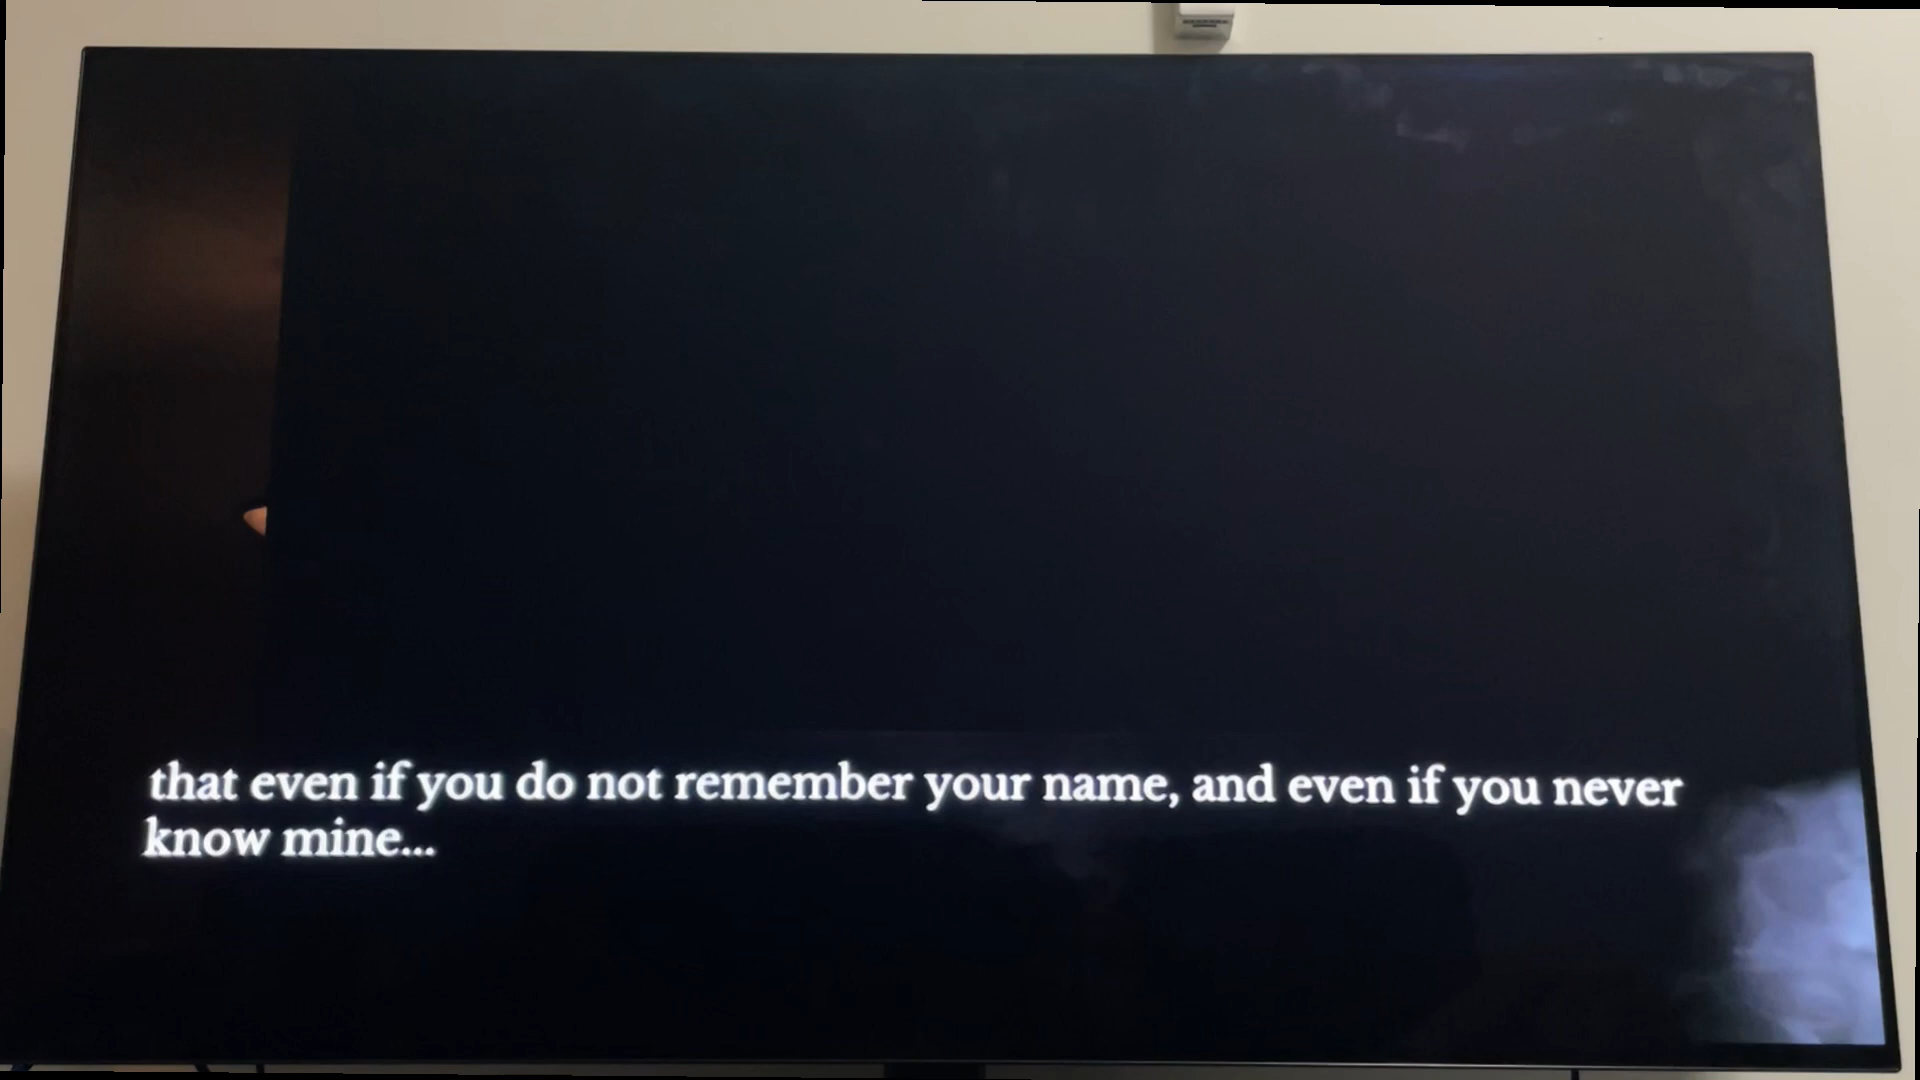 that even if you do not remember your name, and even if you never
know mine...